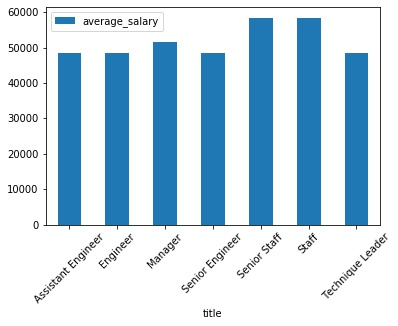 average_salary
60000
50000
40000
30000
20000
10000
0
Assistant Engineer
Engineer
Manager
Senior Engineer
Senior Staff
Staff
Technique Leader
title